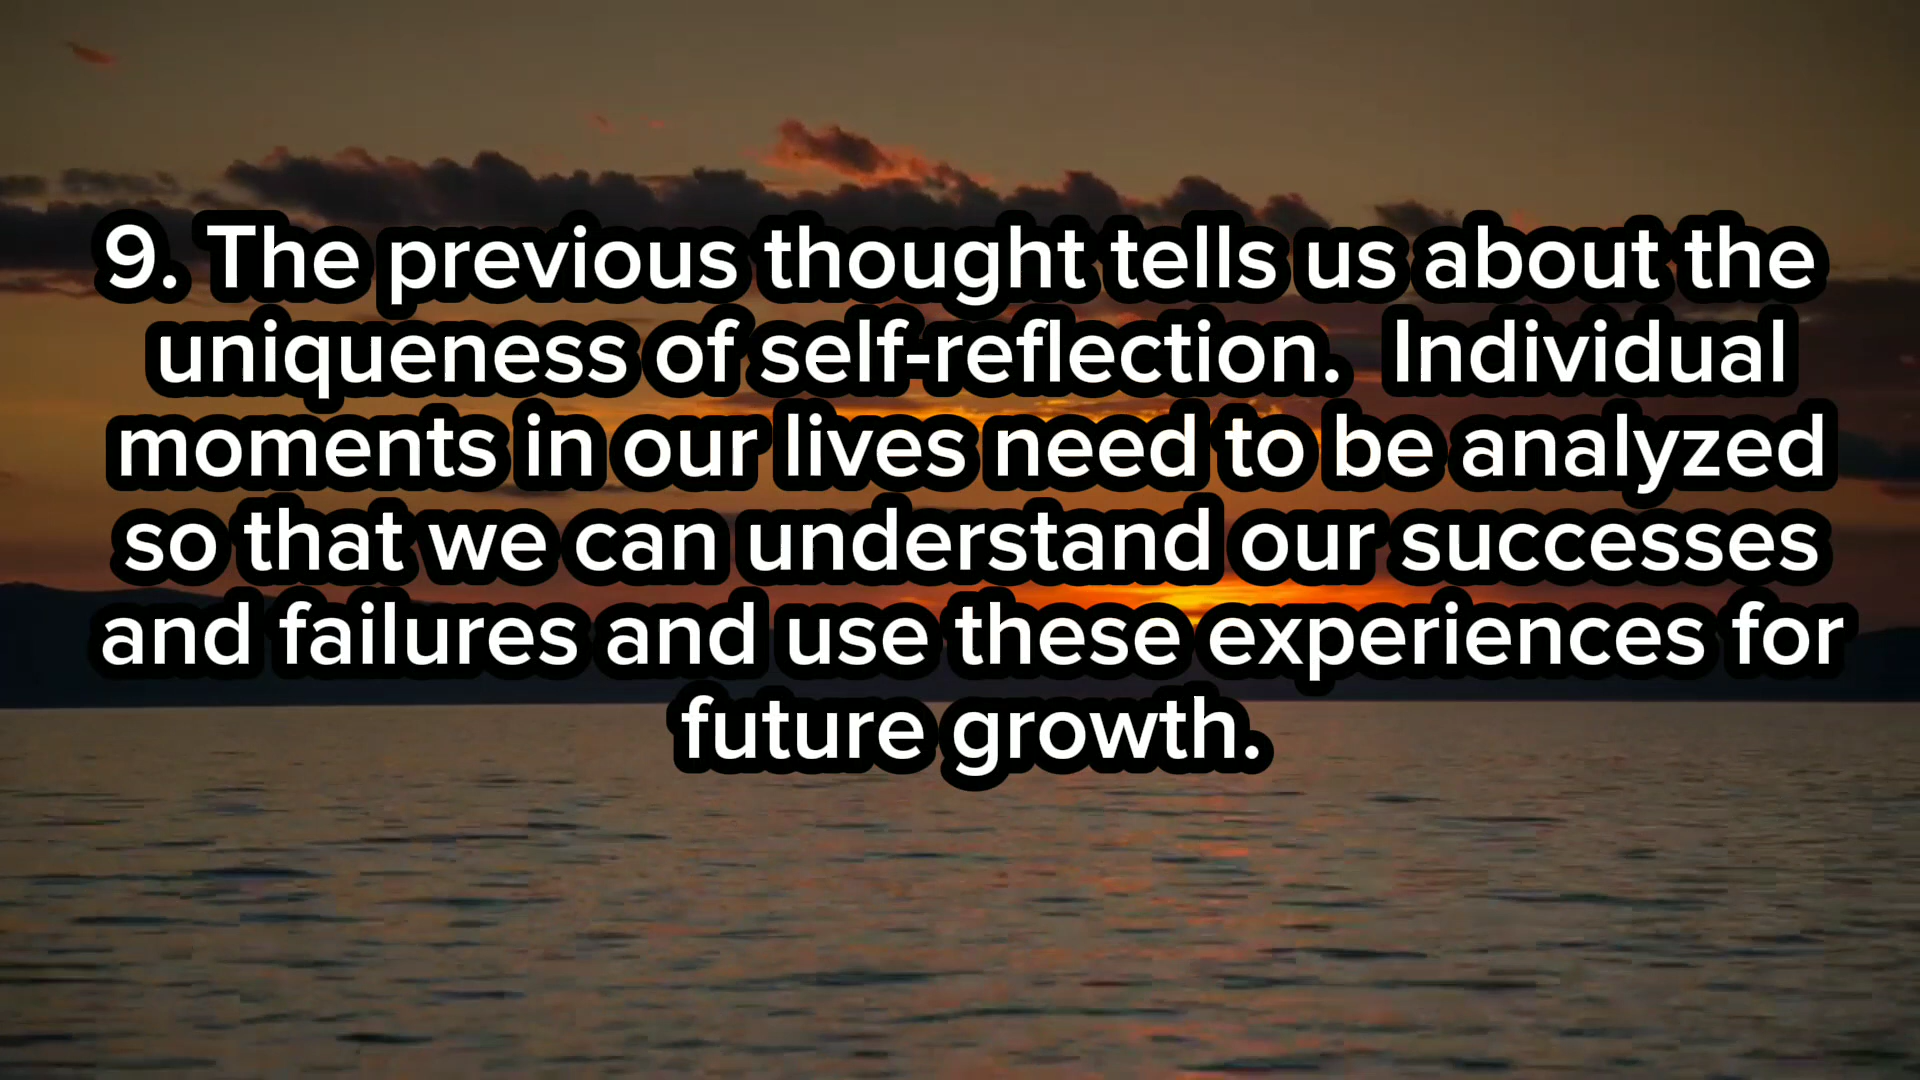 9. The previous thought tells us about the
uniqueness of self-reflection. Individual
moments in our lives need to be analyzed
so that we can understand our successes
and failures and use these experiences for
future growth.